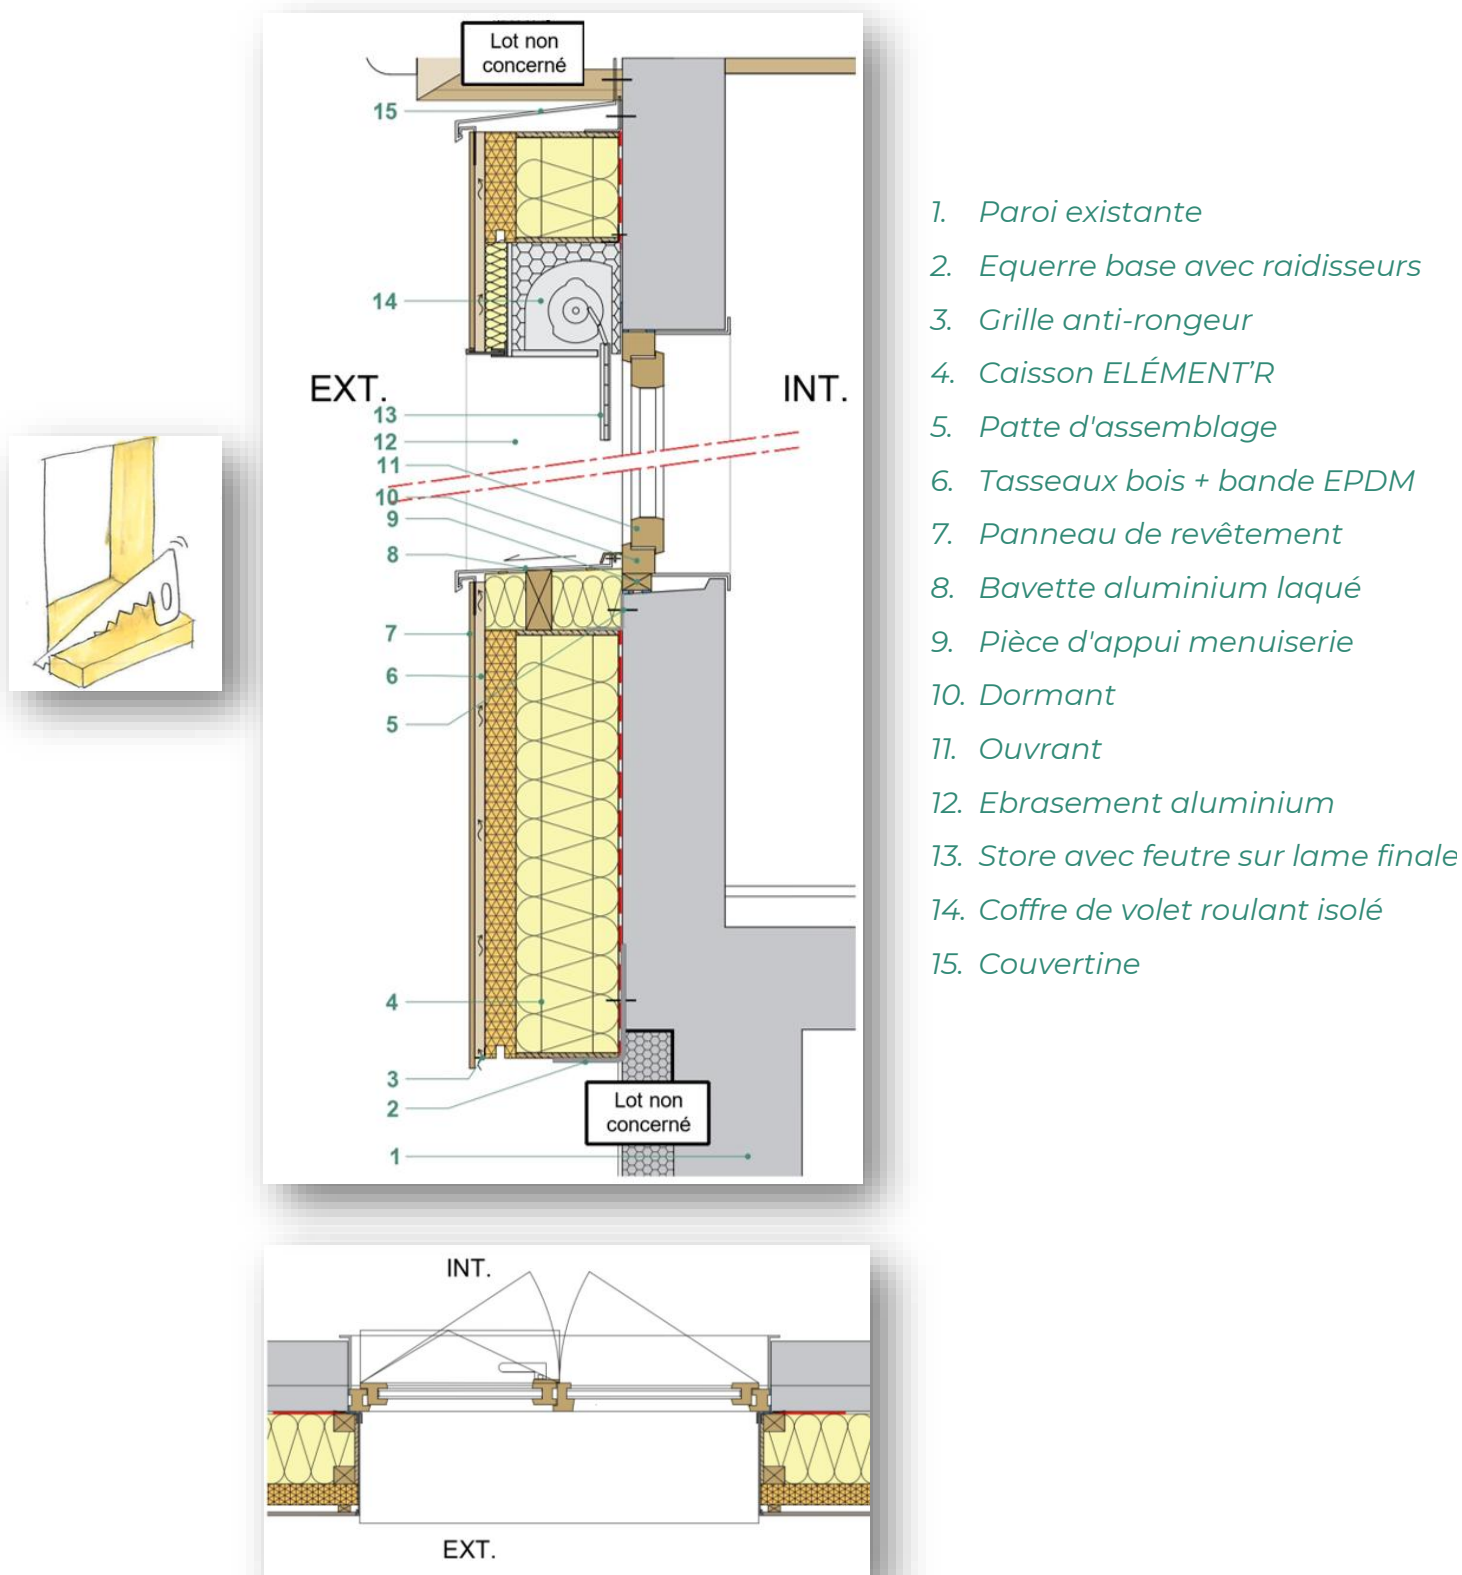 Lot non
concerné
15
14
EXT.
INT.
13
12
11
10
9
8
7
6
5
4
3
2
Lot non
concerné
1
1. Paroi existante
2. Equerre base avec raidisseurs
3. Grille anti-rongeur
4. Caisson ELÉMENT’R
5. Patte d'assemblage
6. Tasseaux bois + bande EPDM
7. Panneau de revêtement
8. Bavette aluminium laqué
9. Pièce d'appui menuiserie
10. Dormant
11. Ouvrant
12. Ebrasement aluminium
13. Store avec feutre sur lame finale
14. Coffre de volet roulant isolé
15. Couvertine
INT.
EXT.